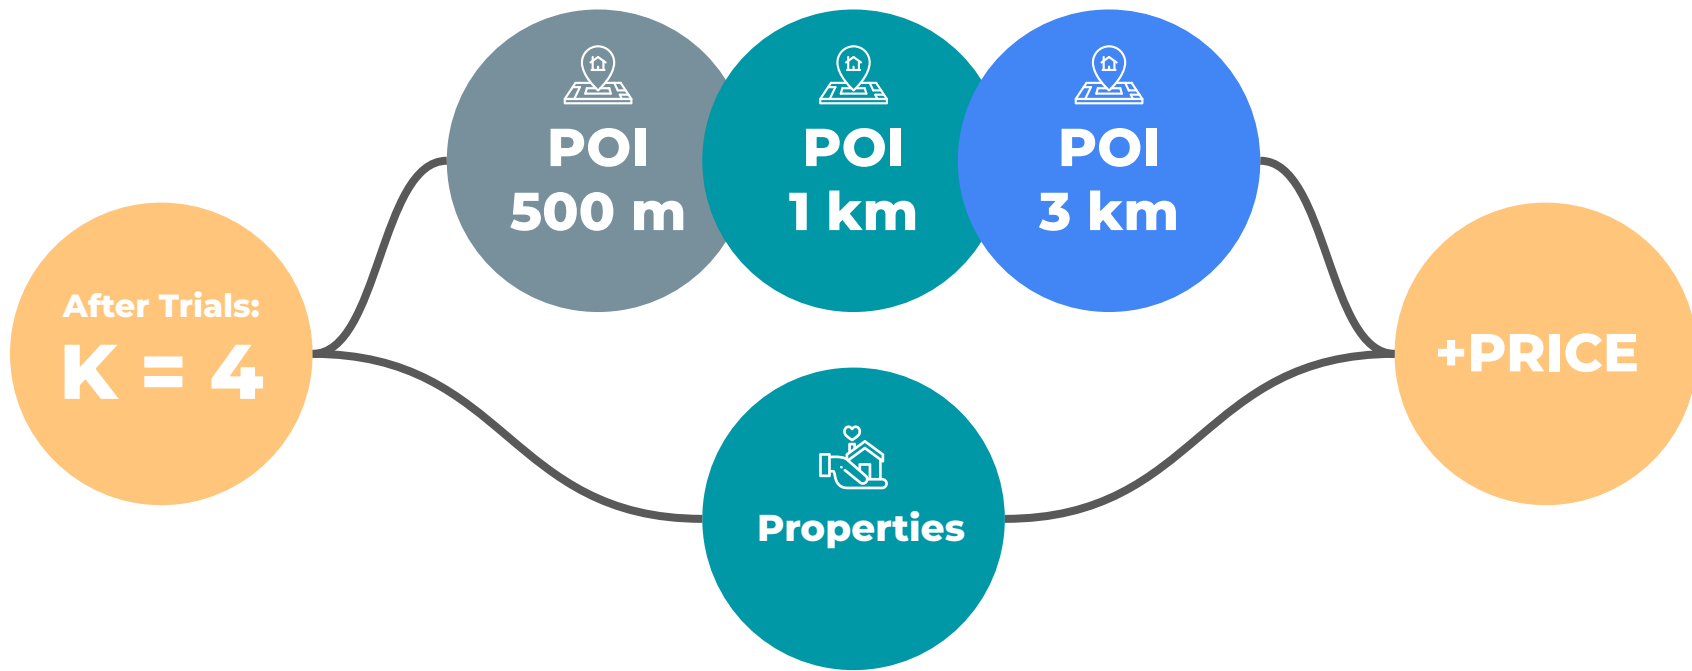 After Trials:
K = 4
POI
500 m
POI
1 km
POI
3 km
Properties
+PRICE